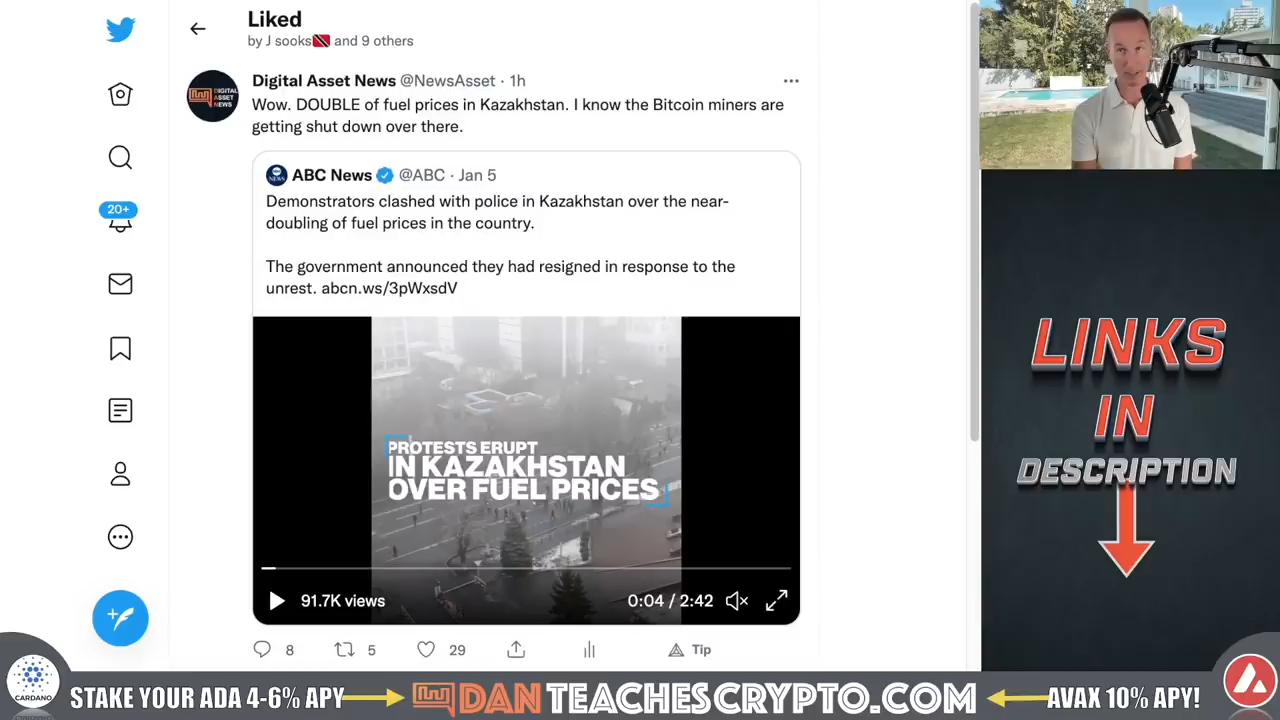 Liked
by J sooks and 9 others
Digital Asset News @NewsAsset · 1h
Wow. DOUBLE of fuel prices in Kazakhstan. I know the Bitcoin miners are
getting shut down over there.
DIGITAL
ASSET
NEWS
ABC News @ABC · Jan 5
Demonstrators clashed with police in Kazakhstan over the near-
doubling of fuel prices in the country.
The government announced they had resigned in response to the
unrest. abcn.ws/3pWxsdV
20+
PROTESTS ERUPT
IN KAZAKHSTAN
OVER FUEL PRICES
91.7K views
0:04 / 2:42
8
5
29
Tip
LINKS
IN
DESCRIPTION
CARDANO
STAKE YOUR ADA 4-6% APY
DANTEACHESCRYPTO.COM
AVAX 10% APY!